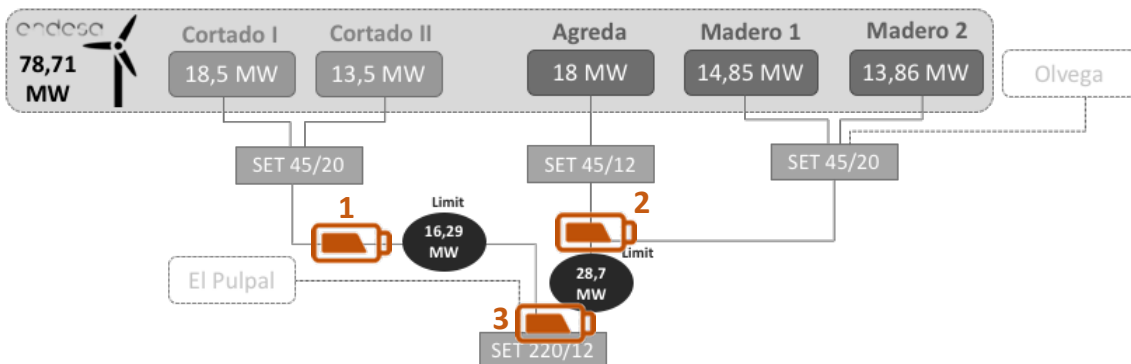 endesa
78,71
MW
Cortado I
18,5 MW
Cortado II
13,5 MW
Agreda
18 MW
Madero 1
14,85 MW
Madero 2
13,86 MW
Olvega
SET 45/20
SET 45/12
SET 45/20
1
Limit
16,29
MW
2
Limit
28,7
MW
El Pulpal
3
SET 220/12